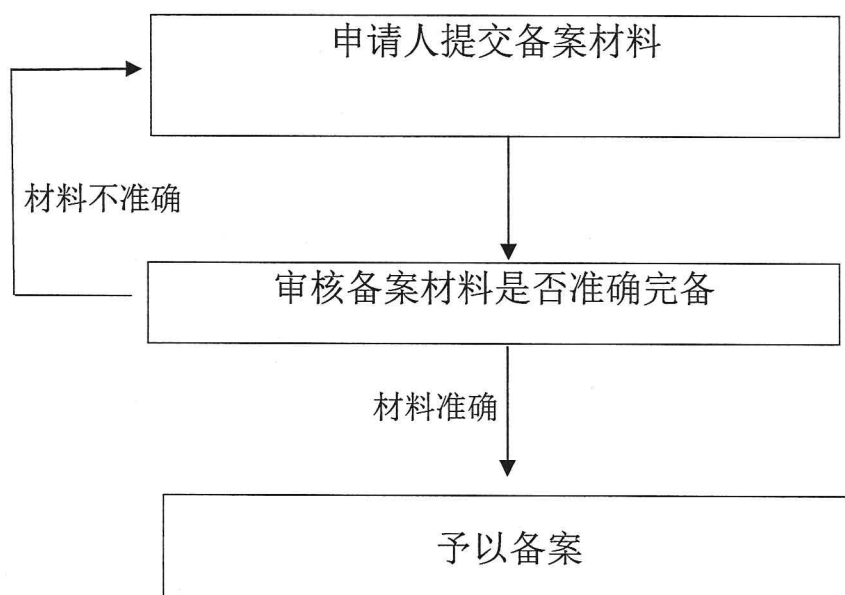 申请人提交备案材料
材料不准确
审核备案材料是否准确完备
材料准确
予以备案